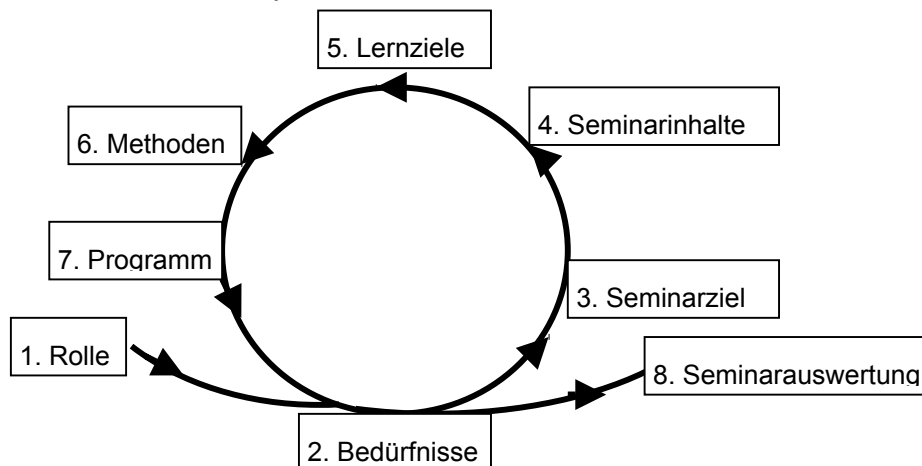 5. Lernziele
4. Seminarinhalte
6. Methoden
7. Programm
3. Seminarziel
1. Rolle
8. Seminarauswertung
2. Bedürfnisse